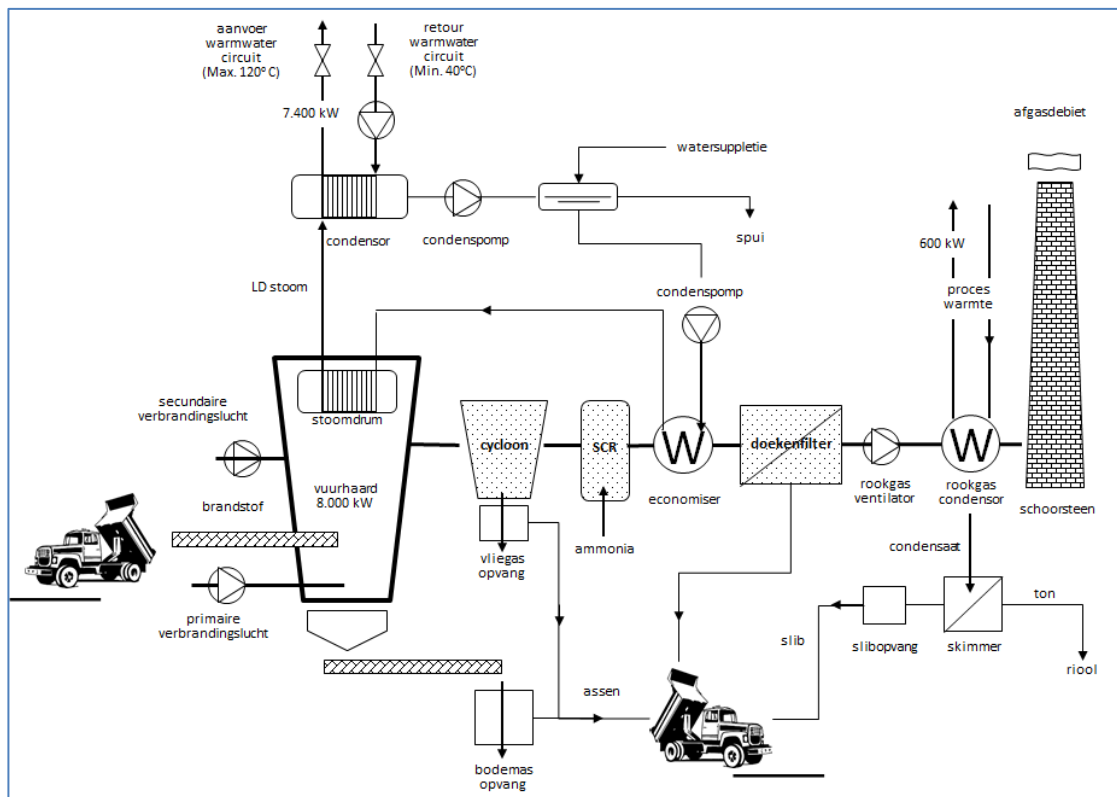 aanvoer
warmwater
circuit
(Max. 120°C)
retour
warmwater
circuit
(Min. 40°C)
7.400 kW
afgasdebiet
watersuppletie
condensor
condenspomp
spui
600 kW
LD stoom
condenspomp
proces
warmte
secundaire
verbrandingslucht
stoomdrum
cycloon
SCR
W
doekenfilter
W
vuurhaard
8.000 kW
economiser
rookgas
ventilator
rookgas
condensor
schoorsteen
brandstof
vliegas
opvang
ammonia
condensaat
primaire
verbrandingslucht
ton
slib
slibopvang
skimmer
riool
assen
bodemas
opvang